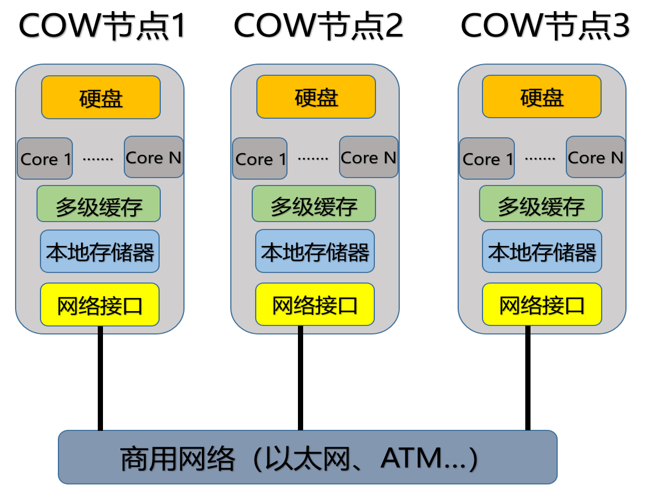 COW节点1 COW节点2 COW节点3
硬盘 硬盘 硬盘
Core 1 ······· Core N Core 1 ······· Core N Core 1 ······· Core N
多级缓存 多级缓存 多级缓存
本地存储器 本地存储器 本地存储器
网络接口 网络接口 网络接口
商用网络（以太网、ATM...）